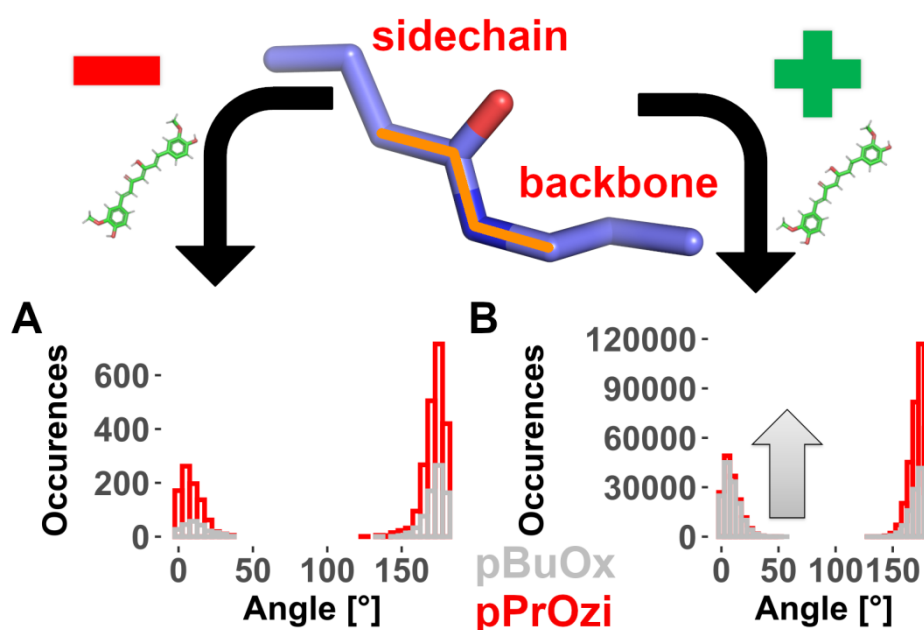 sidechain
backbone
A
B
Occurences
600
400
200
0
0
50
100
150
Angle [°]
Occurences
120000
90000
60000
30000
0
0
50
100
150
Angle [°]
pBuOx
pPrOzi